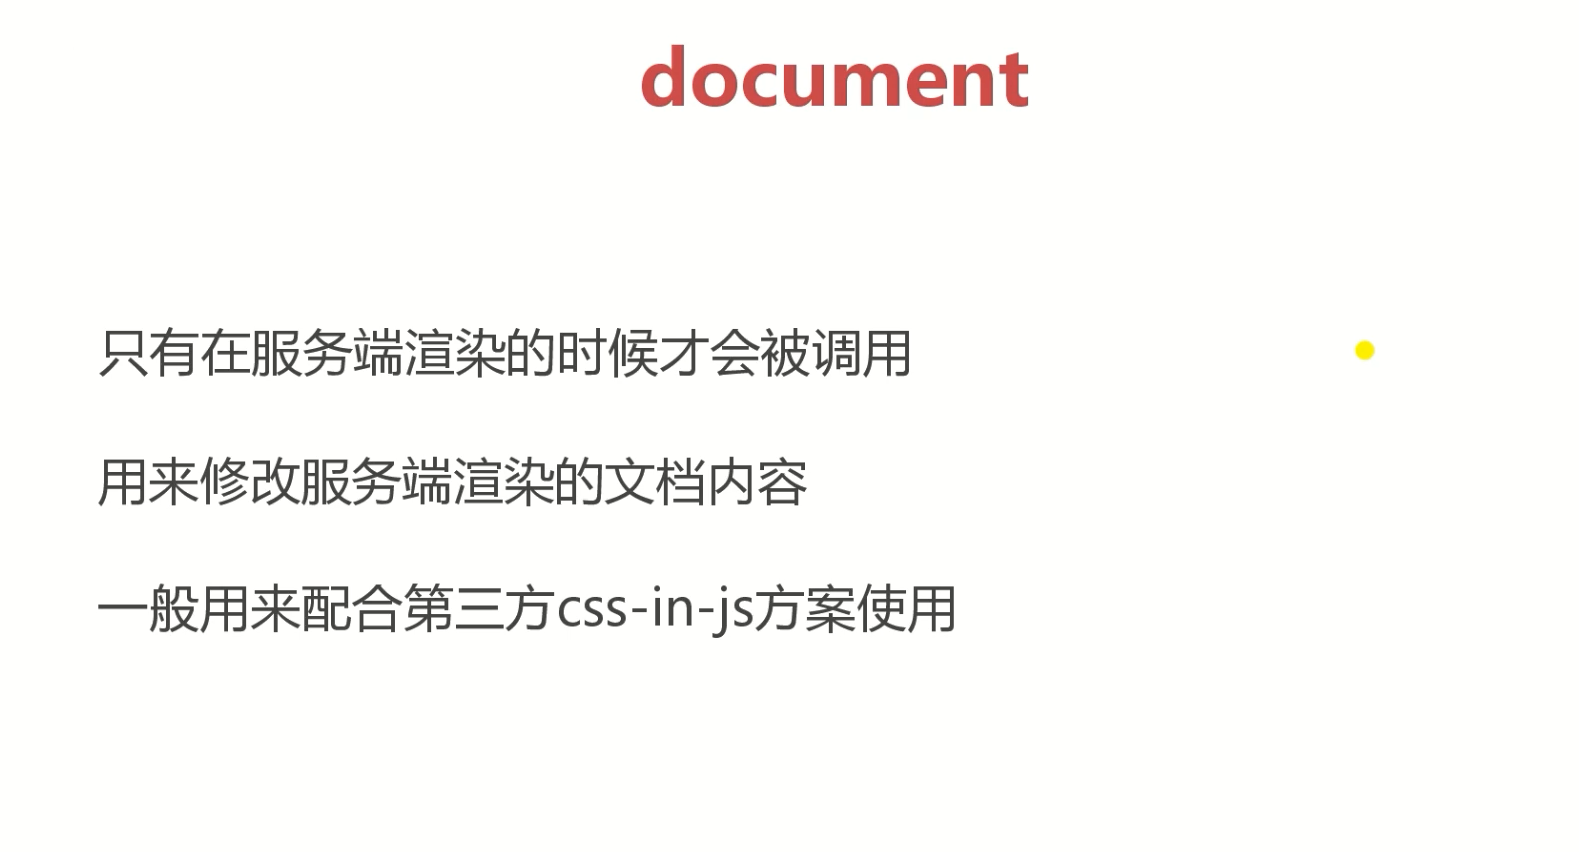 document
只有在服务端渲染的时候才会被调用
用来修改服务端渲染的文档内容
一般用来配合第三方css-in-js方案使用